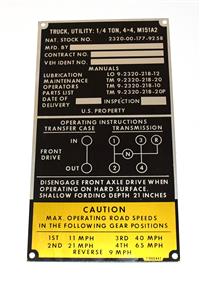 TRUCK, UTILITY: 1/4 TON, 4×4, M151A2
NAT. STOCK NO. 2320-00-177-9258
MFD. BY
CONTRACT NO.
VEH IDENT NO.
MANUALS
LUBRICATION LO 9-2320-218-12
MAINTENANCE TM 9-2320-218-20
OPERATORS TM 9-2320-218-10
PARTS LIST TM 9-2320-218-20P
DATE OF
DELIVERY INSPECTION
U.S. PROPERTY
OPERATING INSTRUCTIONS
TRANSFER CASE TRANSMISSION
IN
FRONT
DRIVE
OUT
DISENGAGE FRONT AXLE DRIVE WHEN
OPERATING ON HARD SURFACE.
SHALLOW FORDING DEPTH 21 INCHES
CAUTION
MAX. OPERATING ROAD SPEEDS
IN THE FOLLOWING GEAR POSITIONS
1ST 11 MPH 3RD 40 MPH
2ND 21 MPH 4TH 65 MPH
REVERSE 9 MPH